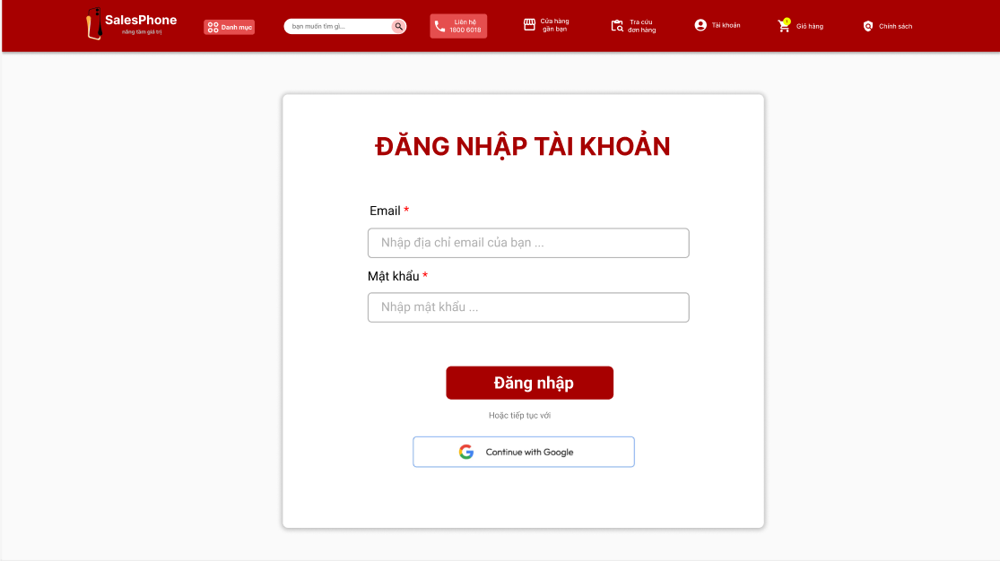 SalesPhone
nâng tầm giá trị
Danh mục
bạn muốn tìm gì...
Liên hệ
1800 6018
Cửa hàng
gần bạn
Tra cứu
đơn hàng
Tài khoản
1
Giỏ hàng
Chính sách
ĐĂNG NHẬP TÀI KHOẢN
Email *
Nhập địa chỉ email của bạn ...
Mật khẩu *
Nhập mật khẩu ...
Đăng nhập
Hoặc tiếp tục với
Continue with Google